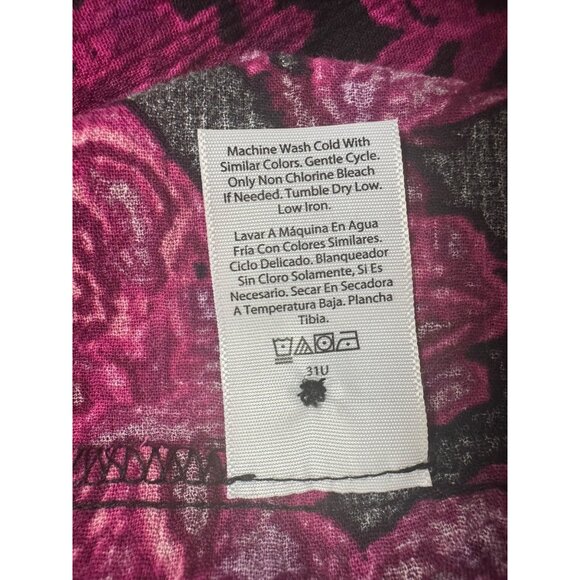 Machine Wash Cold With
Similar Colors. Gentle Cycle.
Only Non Chlorine Bleach
If Needed. Tumble Dry Low.
Low Iron.
Lavar A Máquina En Agua
Fría Con Colores Similares.
Ciclo Delicado. Blanqueador
Sin Cloro Solamente, Si Es
Necesario. Secar En Secadora
A Temperatura Baja. Plancha
Tibia.
31U